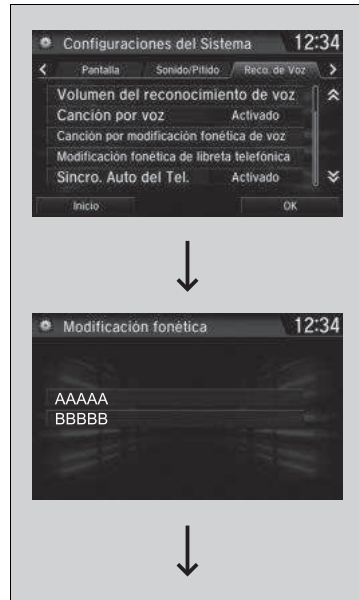 Configuraciones del Sistema 12:34
Pantalla Sonido/Pitido Reco. de Voz
Volumen del reconocimiento de voz
Canción por voz Activado
Canción por modificación fonética de voz
Modificación fonética de libreta telefónica
Sincro. Auto del Tel. Activado
Inicio OK
Modificación fonética 12:34
AAAAA
BBBBB